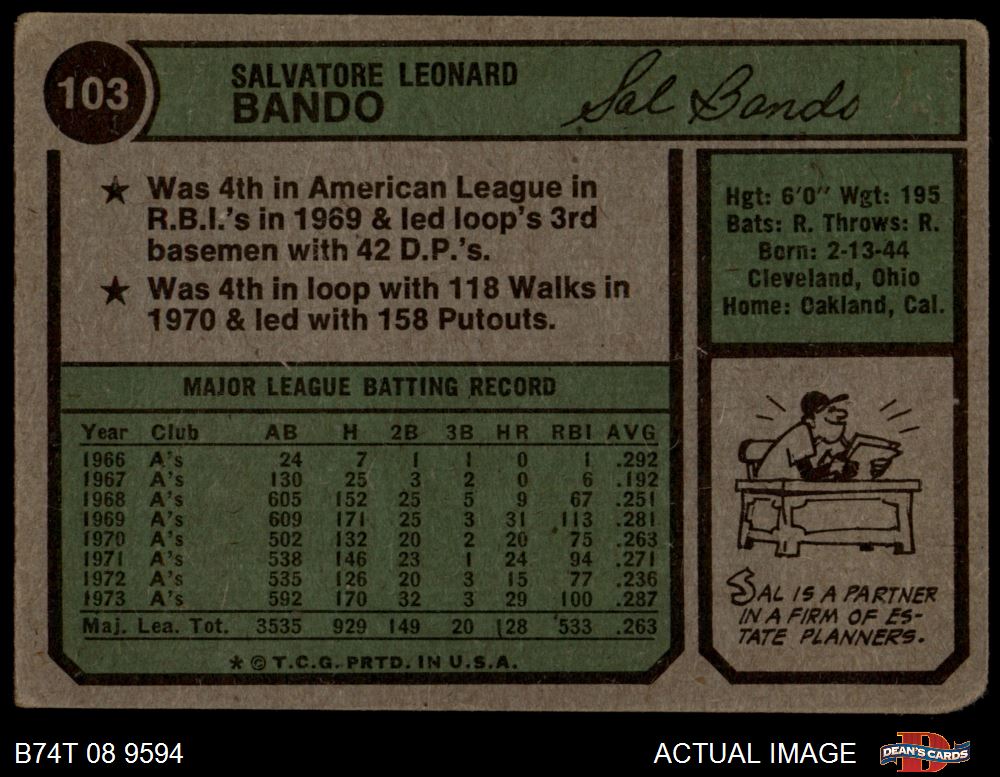 103
SALVATORE LEONARD
BANDO
Sal Bando
★ Was 4th in American League in
R.B.I.'s in 1969 & led loop's 3rd
basemen with 42 D.P.'s.
★ Was 4th in loop with 118 Walks in
1970 & led with 158 Putouts.
Hgt: 6'0" Wgt: 195
Bats: R. Throws: R.
Born: 2-13-44
Cleveland, Ohio
Home: Oakland, Cal.
MAJOR LEAGUE BATTING RECORD
Year Club AB H 2B 3B HR RBI AVG
1966 A's 24 7 1 1 0 1 .292
1967 A's 130 25 3 2 0 6 .192
1968 A's 605 152 25 5 9 67 .251
1969 A's 609 171 25 3 31 113 .281
1970 A's 502 132 20 2 20 75 .263
1971 A's 538 146 23 1 24 94 .271
1972 A's 535 126 20 3 15 77 .236
1973 A's 592 170 32 3 29 100 .287
Maj. Lea. Tot. 3535 929 149 20 128 533 .263
★ © T.C.G. PRTD. IN U.S.A.
SAL IS A PARTNER
IN A FIRM OF ES-
TATE PLANNERS.
B74T 08 9594
ACTUAL IMAGE
DEAN'S CARDS